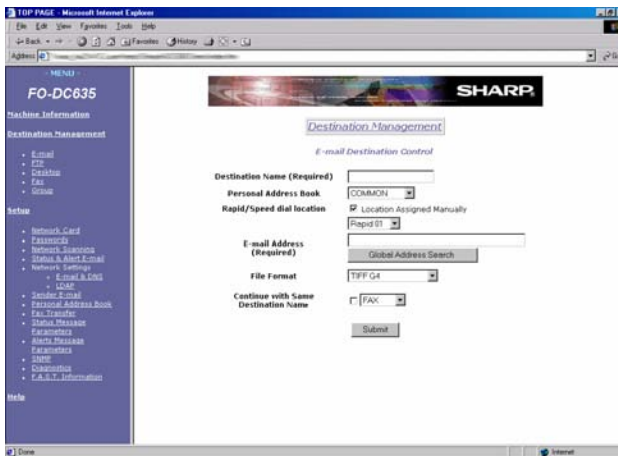 TOP PAGE - Microsoft Internet Explorer
File Edit View Favorites Tools Help
Back Favorites History
Address
- MENU -
FO-DC635
Machine Information
Destination Management
E-mail
FTP
Desktop
Fax
Group
Setup
Network Card
Passwords
Network Scanning
Status & Alert E-mail
Network Settings
E-mail & DNS
LDAP
Sender E-mail
Personal Address Book
Fax Transfer
Status Message
Parameters
Alerts Message
Parameters
SNMP
Diagnostics
F.A.S.T. Information
Help
SHARP
Destination Management
E-mail Destination Control
Destination Name (Required)
Personal Address Book COMMON
Rapid/Speed dial location Location Assigned Manually
Rapid 01
E-mail Address
(Required)
Global Address Search
File Format TIFF G4
Continue with Same
Destination Name FAX
Submit
Done Internet